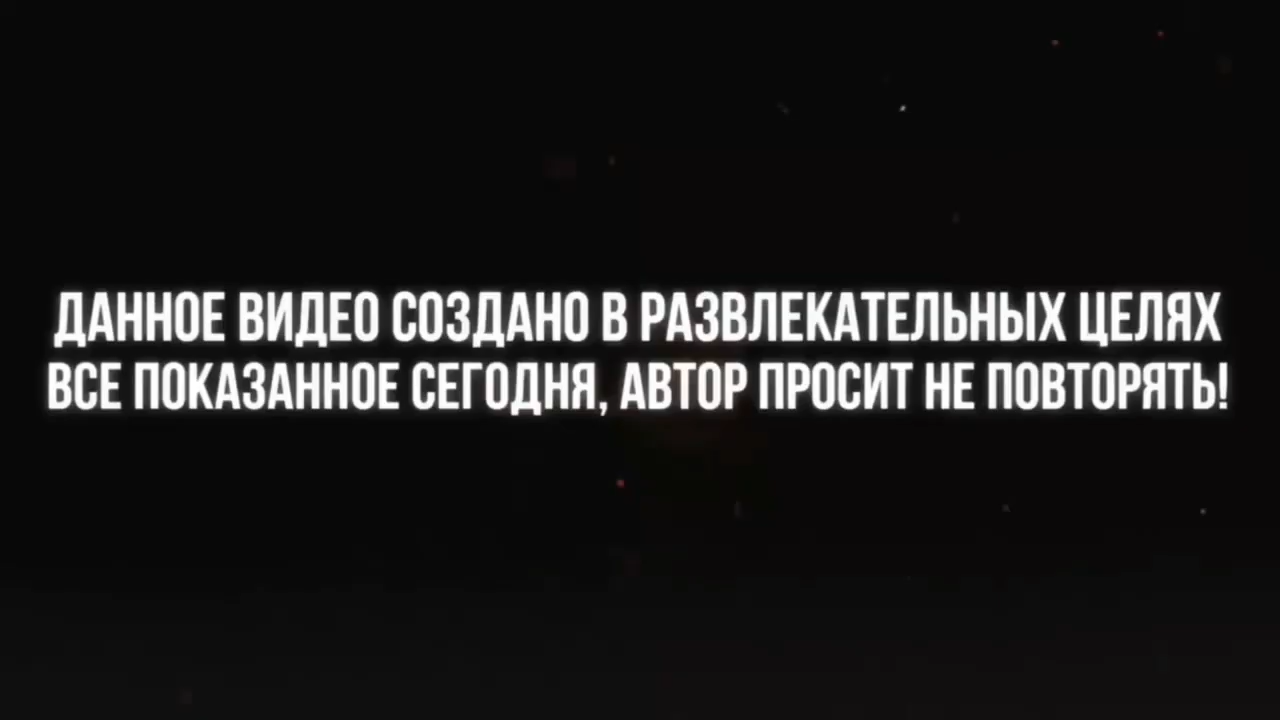 ДАННОЕ ВИДЕО СОЗДАНО В РАЗВЛЕКАТЕЛЬНЫХ ЦЕЛЯХ
ВСЕ ПОКАЗАННОЕ СЕГОДНЯ, АВТОР ПРОСИТ НЕ ПОВТОРЯТЬ!